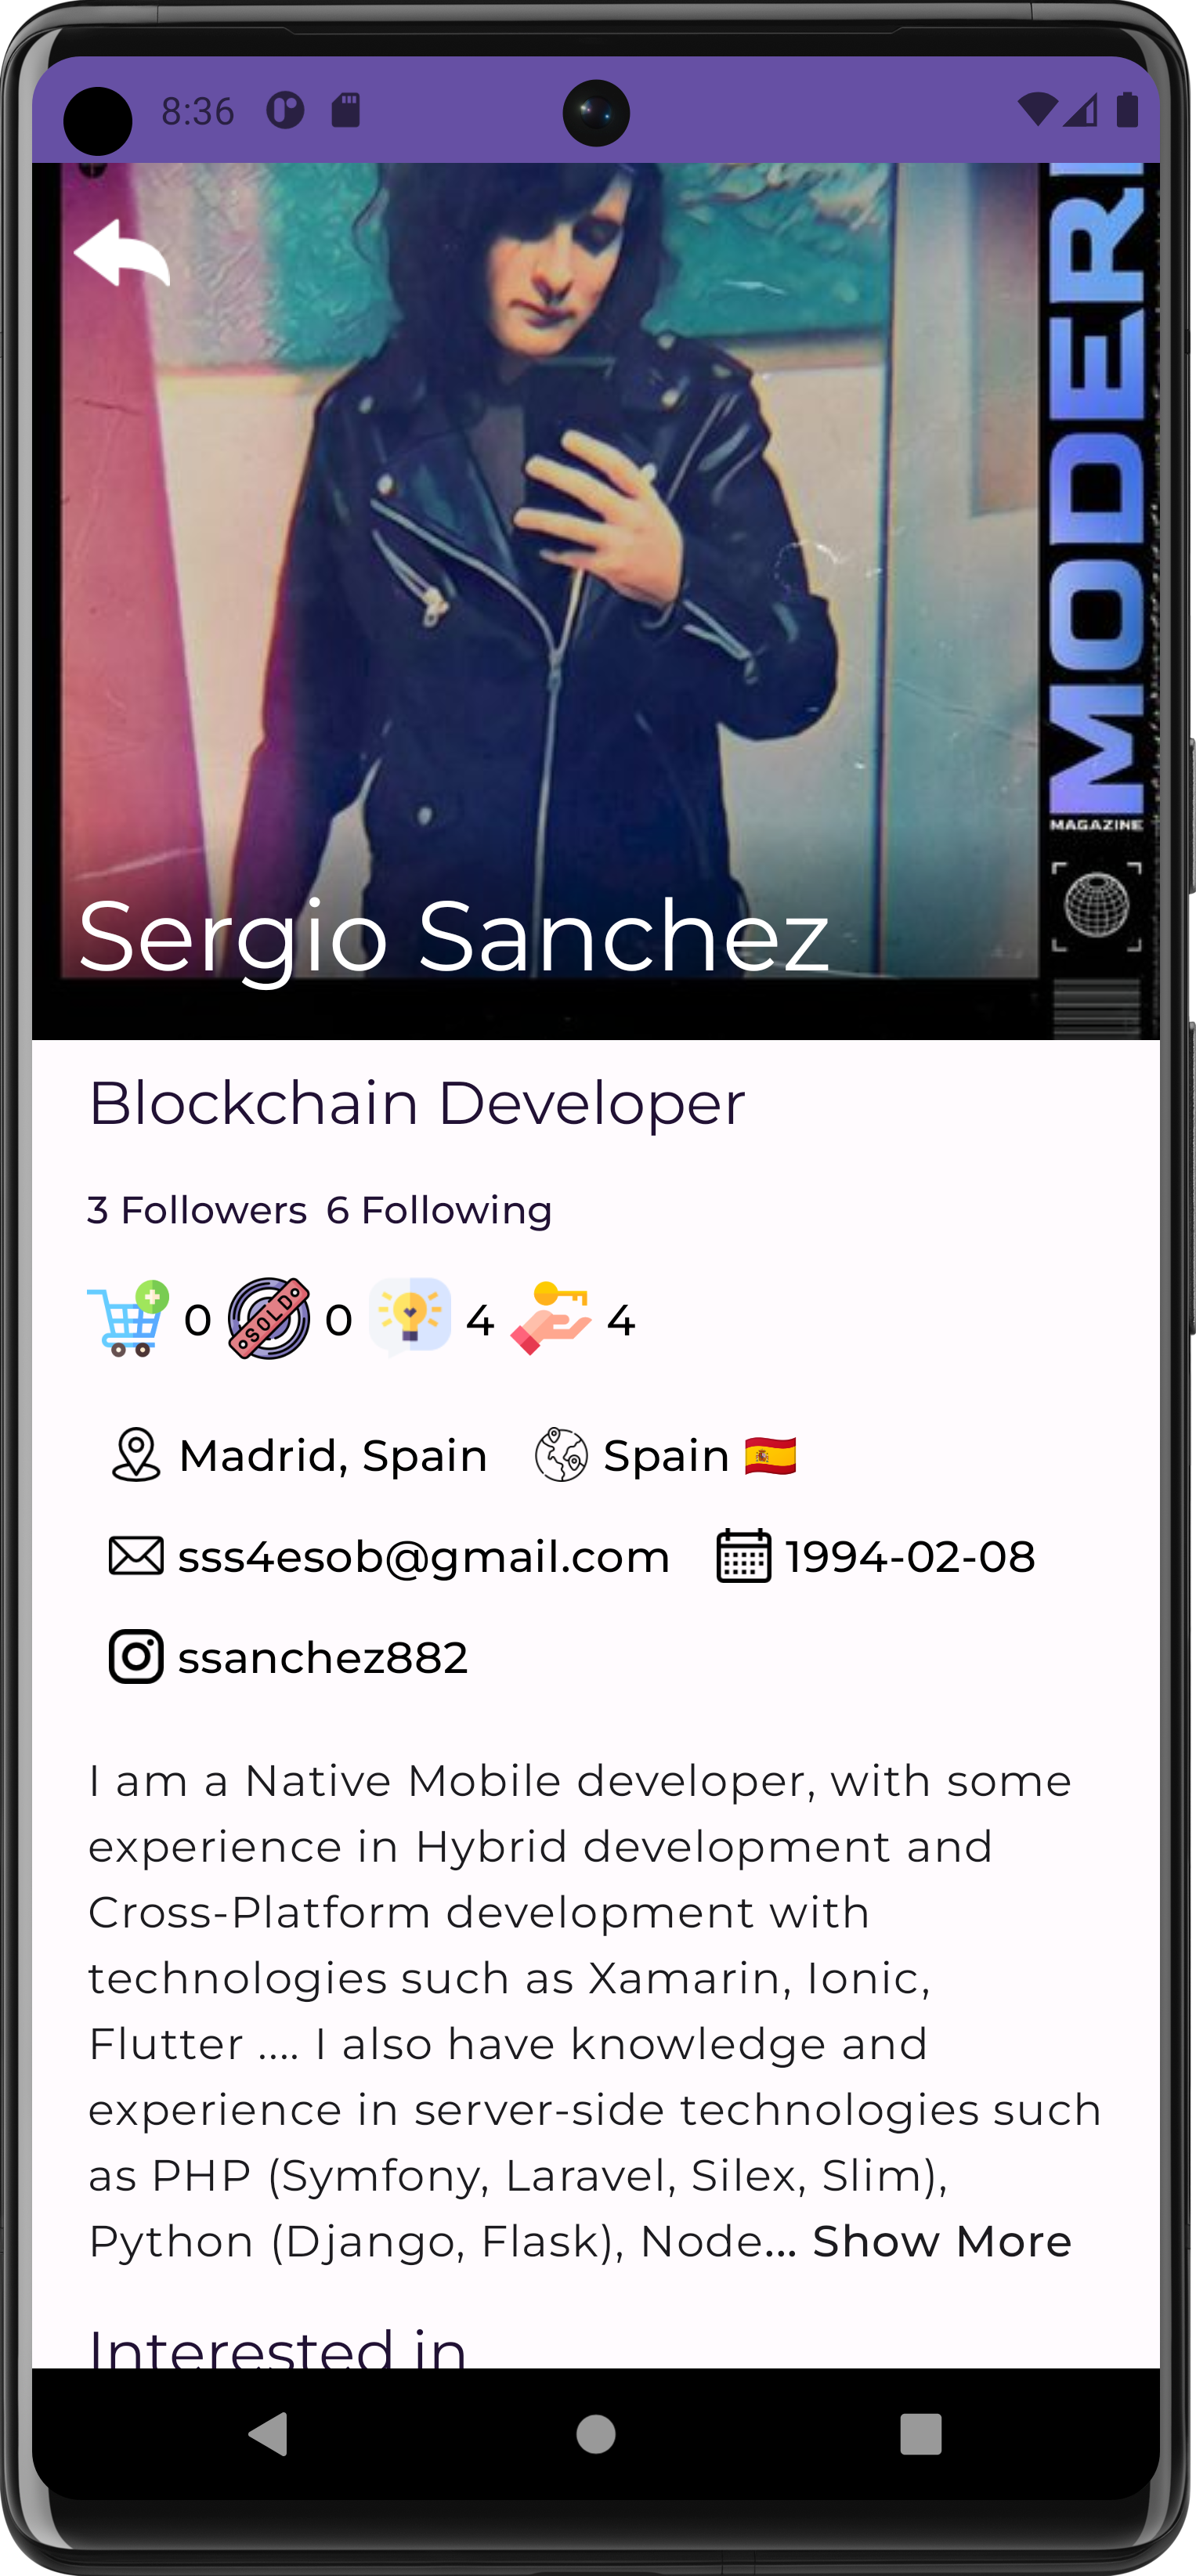 8:36
MODER
MAGAZINE
Sergio Sanchez
Blockchain Developer
3 Followers 6 Following
0 SOLD 0 4 4
Madrid, Spain Spain
sss4esob@gmail.com 1994-02-08
ssanchez882
I am a Native Mobile developer, with some
experience in Hybrid development and
Cross-Platform development with
technologies such as Xamarin, Ionic,
Flutter .... I also have knowledge and
experience in server-side technologies such
as PHP (Symfony, Laravel, Silex, Slim),
Python (Django, Flask), Node... Show More
Interested in